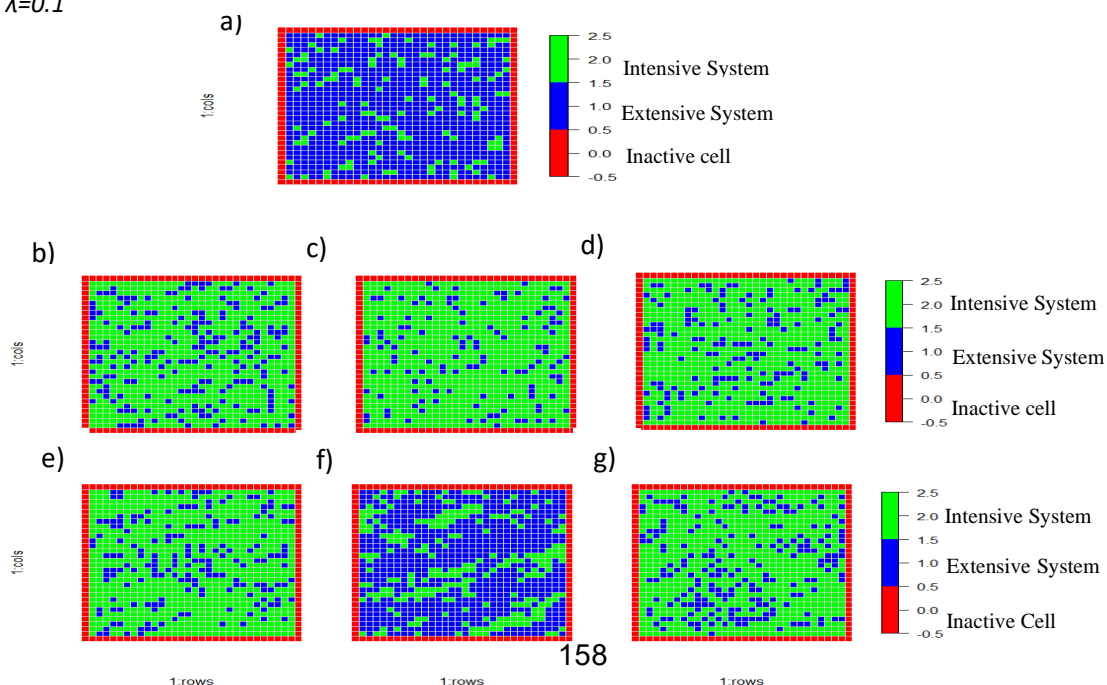 λ=0.1
a)
1:cols
2.5
2.0
1.5
1.0
0.5
0.0
-0.5
Intensive System
Extensive System
Inactive cell
b)
c)
d)
1:cols
2.5
2.0
1.5
1.0
0.5
0.0
-0.5
Intensive System
Extensive System
Inactive cell
e)
f)
g)
1:cols
2.5
2.0
1.5
1.0
0.5
0.0
-0.5
Intensive System
Extensive System
Inactive Cell
158
1:rows
1:rows
1:rows